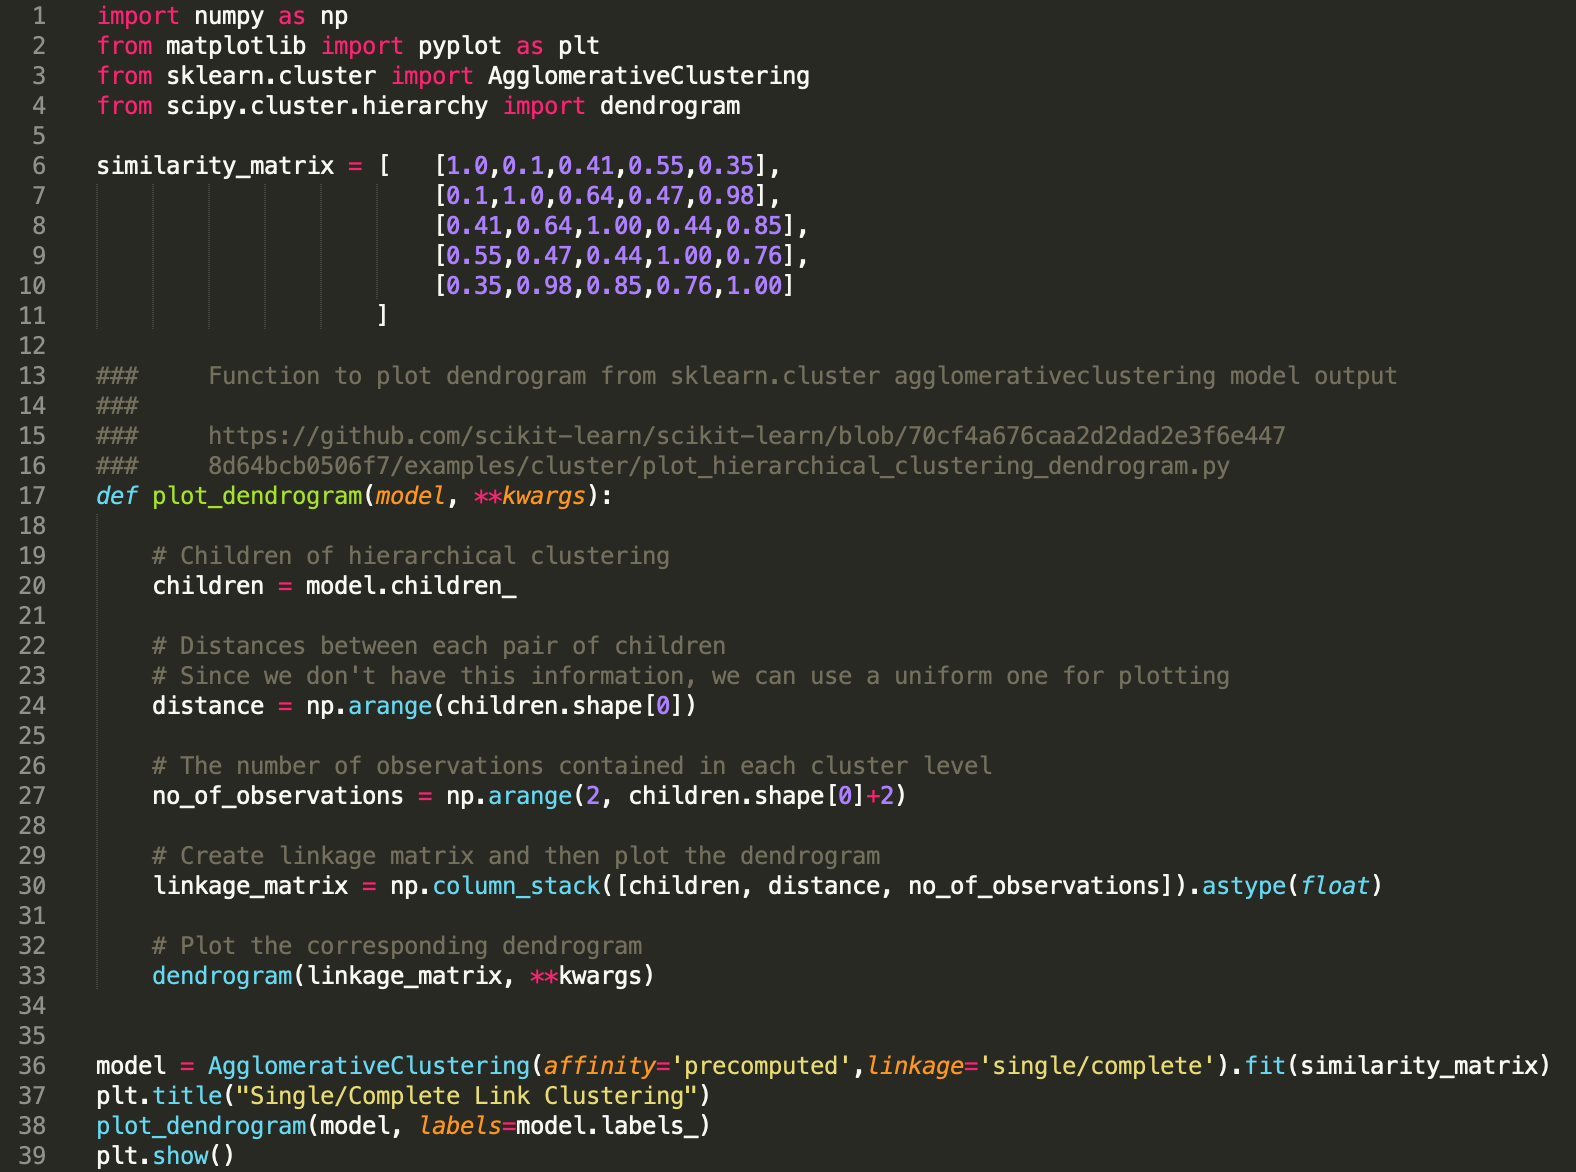 1 import numpy as np
2 from matplotlib import pyplot as plt
3 from sklearn.cluster import AgglomerativeClustering
4 from scipy.cluster.hierarchy import dendrogram
5
6 similarity_matrix = [ [1.0,0.1,0.41,0.55,0.35],
7 [0.1,1.0,0.64,0.47,0.98],
8 [0.41,0.64,1.00,0.44,0.85],
9 [0.55,0.47,0.44,1.00,0.76],
10 [0.35,0.98,0.85,0.76,1.00]
11 ]
12
13 ### Function to plot dendrogram from sklearn.cluster agglomerativeclustering model output
14 ###
15 ### https://github.com/scikit-learn/scikit-learn/blob/70cf4a676caa2d2dad2e3f6e447
16 ### 8d64bcb0506f7/examples/cluster/plot_hierarchical_clustering_dendrogram.py
17 def plot_dendrogram(model, **kwargs):
18
19 # Children of hierarchical clustering
20 children = model.children_
21
22 # Distances between each pair of children
23 # Since we don't have this information, we can use a uniform one for plotting
24 distance = np.arange(children.shape[0])
25
26 # The number of observations contained in each cluster level
27 no_of_observations = np.arange(2, children.shape[0]+2)
28
29 # Create linkage matrix and then plot the dendrogram
30 linkage_matrix = np.column_stack([children, distance, no_of_observations]).astype(float)
31
32 # Plot the corresponding dendrogram
33 dendrogram(linkage_matrix, **kwargs)
34
35
36 model = AgglomerativeClustering(affinity='precomputed',linkage='single/complete').fit(similarity_matrix)
37 plt.title("Single/Complete Link Clustering")
38 plot_dendrogram(model, labels=model.labels_)
39 plt.show()